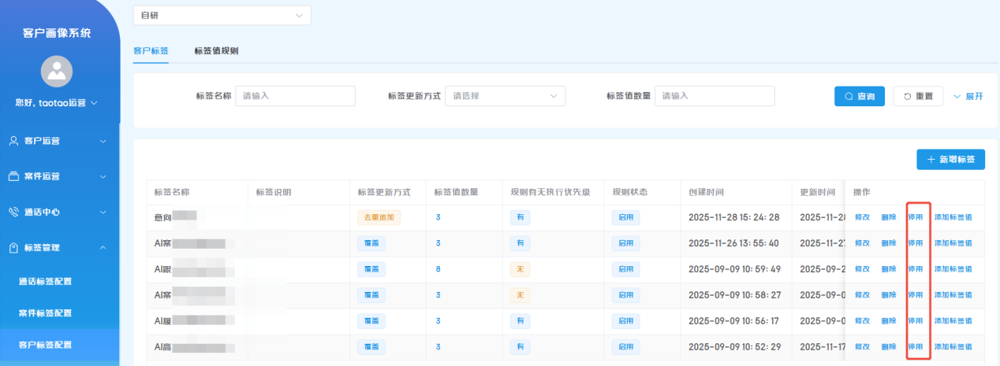 自研
客户画像系统
客户标签 标签值规则
您好, taotao运营
标签名称 请输入 标签更新方式 请选择 标签值数量 请输入 查询 重置 展开
客户运营
案件运营
通话中心
标签管理
通话标签配置
案件标签配置
客户标签配置
+ 新增标签
标签名称 标签说明 标签更新方式 标签值数量 规则有无执行优先级 规则状态 创建时间 更新时间 操作
意向 去重追加 3 有 启用 2025-11-28 15:24:28 2025-11-28 修改 删除 停用 添加标签值
AI案 覆盖 3 有 启用 2025-11-26 13:55:40 2025-11-27 修改 删除 停用 添加标签值
AI跟 覆盖 8 无 启用 2025-09-09 10:59:49 2025-09-2 修改 删除 停用 添加标签值
AI案 覆盖 3 无 启用 2025-09-09 10:58:27 2025-09-0 修改 删除 停用 添加标签值
AI履 覆盖 3 有 启用 2025-09-09 10:56:17 2025-09-0 修改 删除 停用 添加标签值
AI高 覆盖 3 有 启用 2025-09-09 10:52:29 2025-11-17 修改 删除 停用 添加标签值